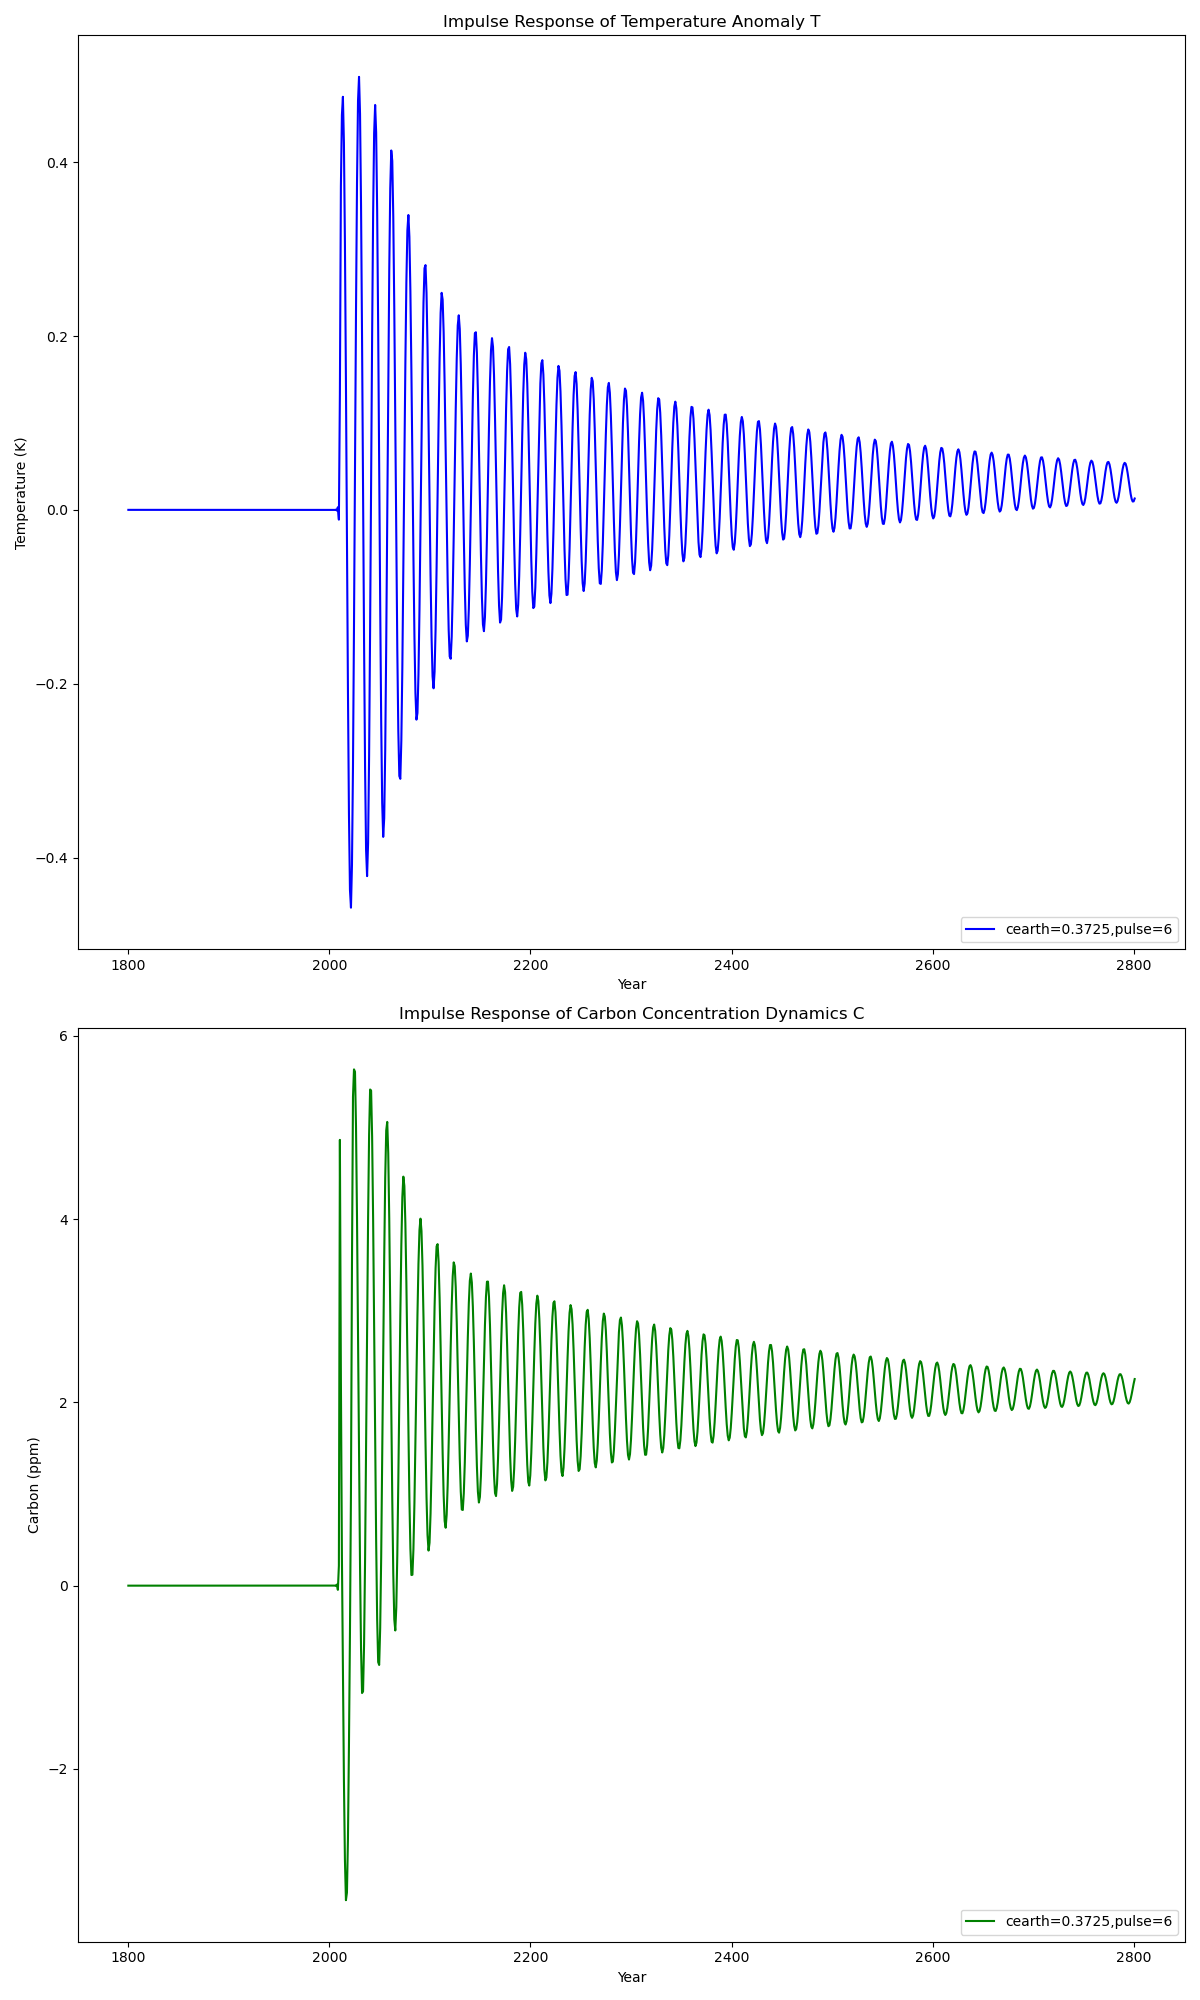 Impulse Response of Temperature Anomaly T
Temperature (K)
0.4
0.2
0.0
−0.2
−0.4
cearth=0.3725,pulse=6
1800 2000 2200 2400 2600 2800
Year
Impulse Response of Carbon Concentration Dynamics C
Carbon (ppm)
6
4
2
0
−2
cearth=0.3725,pulse=6
1800 2000 2200 2400 2600 2800
Year